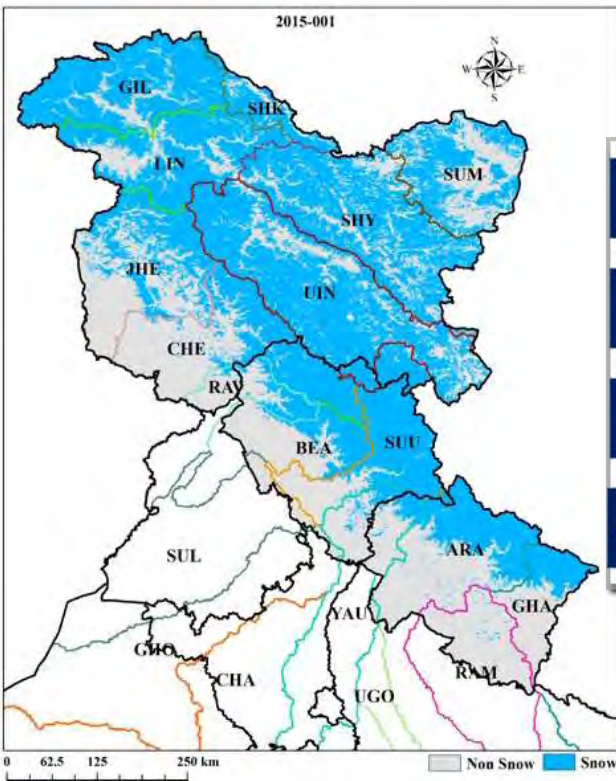 2015-001
N
W E
S
GIL
SHK
LIN
SUM
SHY
JHE
UIN
CHE
RAV
BEA
SUU
SUL
ARA
GHA
YAU
GHO
CHA
UGO
RAM
0 62.5 125 250 km
Non Snow Snow